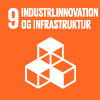 9 INDUSTRI, INNOVATION
OG INFRASTRUKTUR